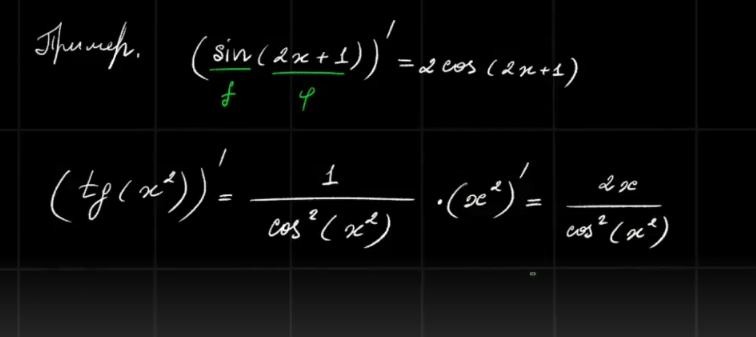 Пример. (sin(2x+1))' = 2cos(2x+1)
f φ
(tg(x²))' = 1/cos²(x²) · (x²)' = 2x/cos²(x²)